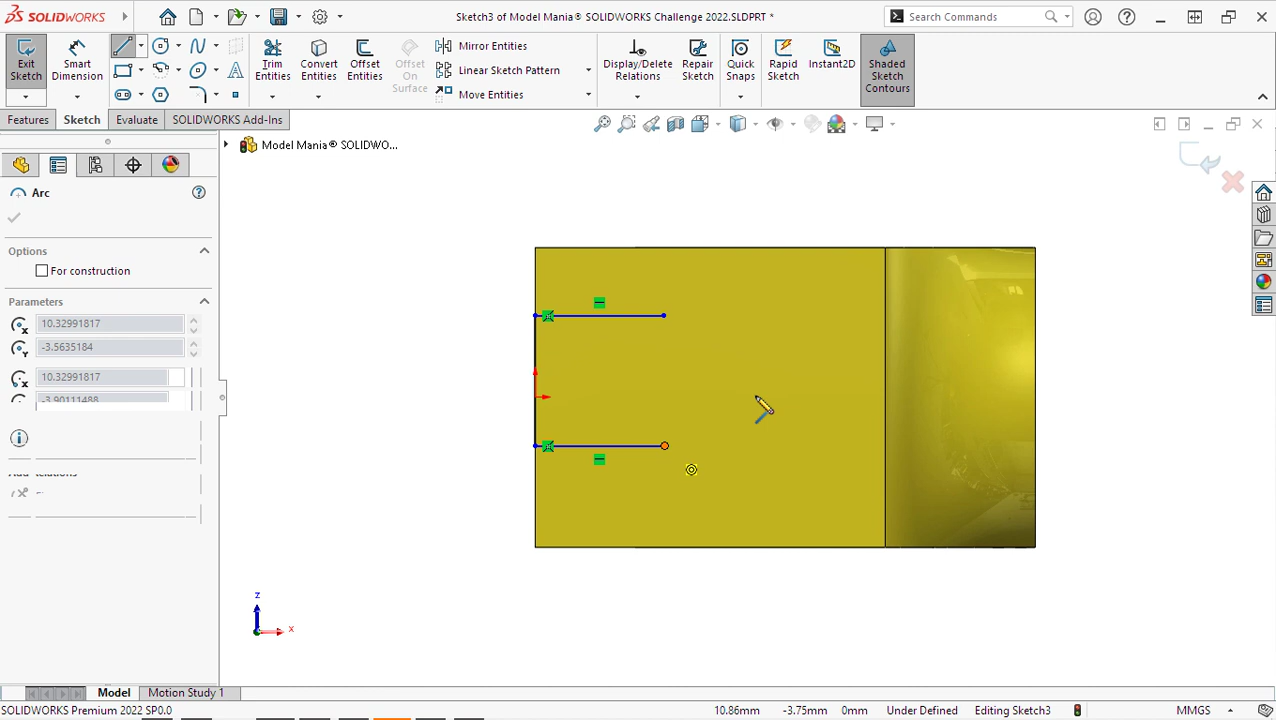 SOLIDWORKS
Sketch3 of Model Mania® SOLIDWORKS Challenge 2022.SLDPRT *
Search Commands
Exit Sketch
Smart Dimension
Trim Entities
Convert Entities
Offset Entities
Offset On Surface
Mirror Entities
Linear Sketch Pattern
Move Entities
Display/Delete Relations
Repair Sketch
Quick Snaps
Rapid Sketch
Instant2D
Shaded Sketch Contours
Features
Sketch
Evaluate
SOLIDWORKS Add-Ins
Model Mania® SOLIDWO...
Arc
Options
For construction
Parameters
10.32991817
-3.5635184
10.32991817
-3.90111488
z
x
Model
Motion Study 1
SOLIDWORKS Premium 2022 SP0.0
10.86mm
-3.75mm
0mm
Under Defined
Editing Sketch3
MMGS